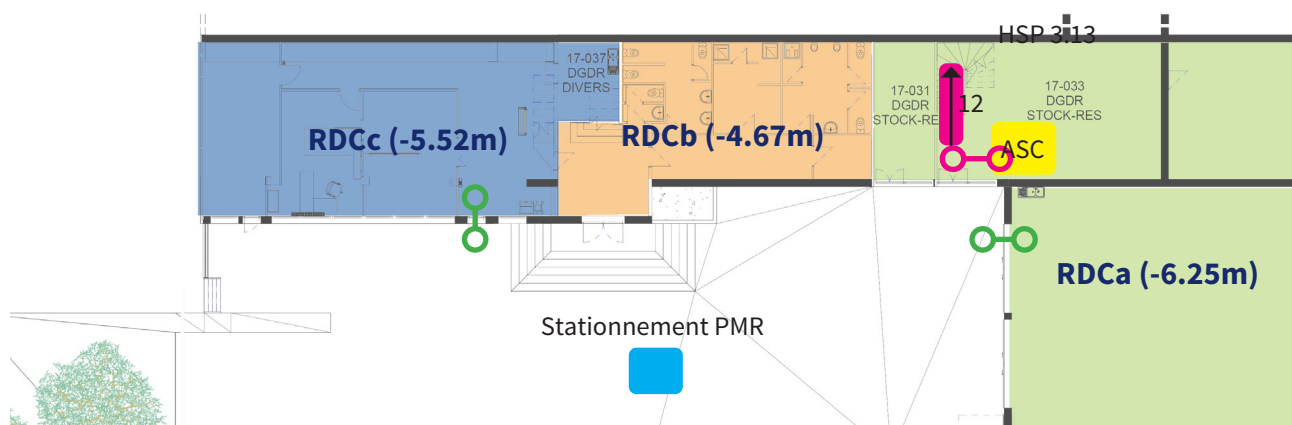 HSP 3.13
17-037
DGDR
DIVERS
17-031
DGDR
STOCK-RE
17-033
DGDR
STOCK-RES
12
RDCc (-5.52m)
RDCb (-4.67m)
ASC
RDCa (-6.25m)
Stationnement PMR